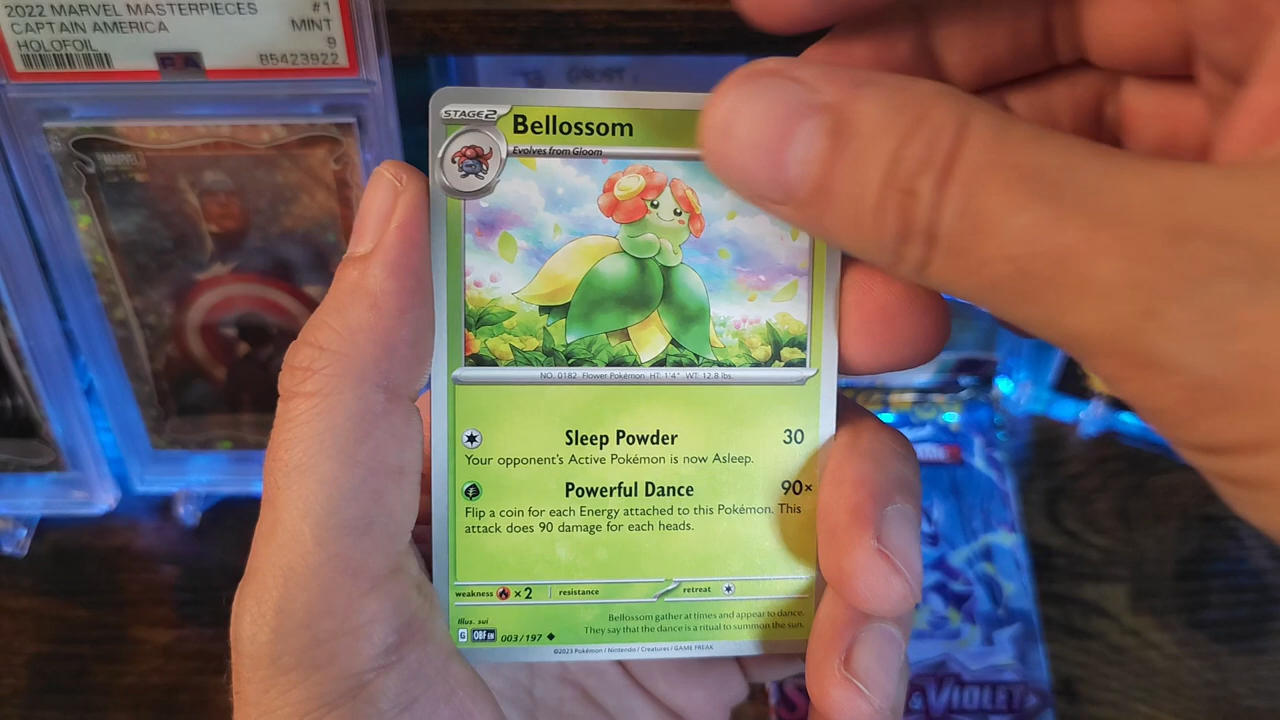 2022 MARVEL MASTERPIECES #1
CAPTAIN AMERICA MINT
HOLOFOIL 9
85423922
MARVEL
STAGE 2
Bellossom
Evolves from Gloom
NO. 0182 Flower Pokémon HT: 1'4" WT: 12.8 lbs.
Sleep Powder 30
Your opponent's Active Pokémon is now Asleep.
Powerful Dance 90×
Flip a coin for each Energy attached to this Pokémon. This
attack does 90 damage for each heads.
weakness ×2 resistance retreat
Illus. sui
Bellossom gather at times and appear to dance.
They say that the dance is a ritual to summon the sun.
G OBF EN 003/197
©2023 Pokémon / Nintendo / Creatures / GAME FREAK
& VIOLET